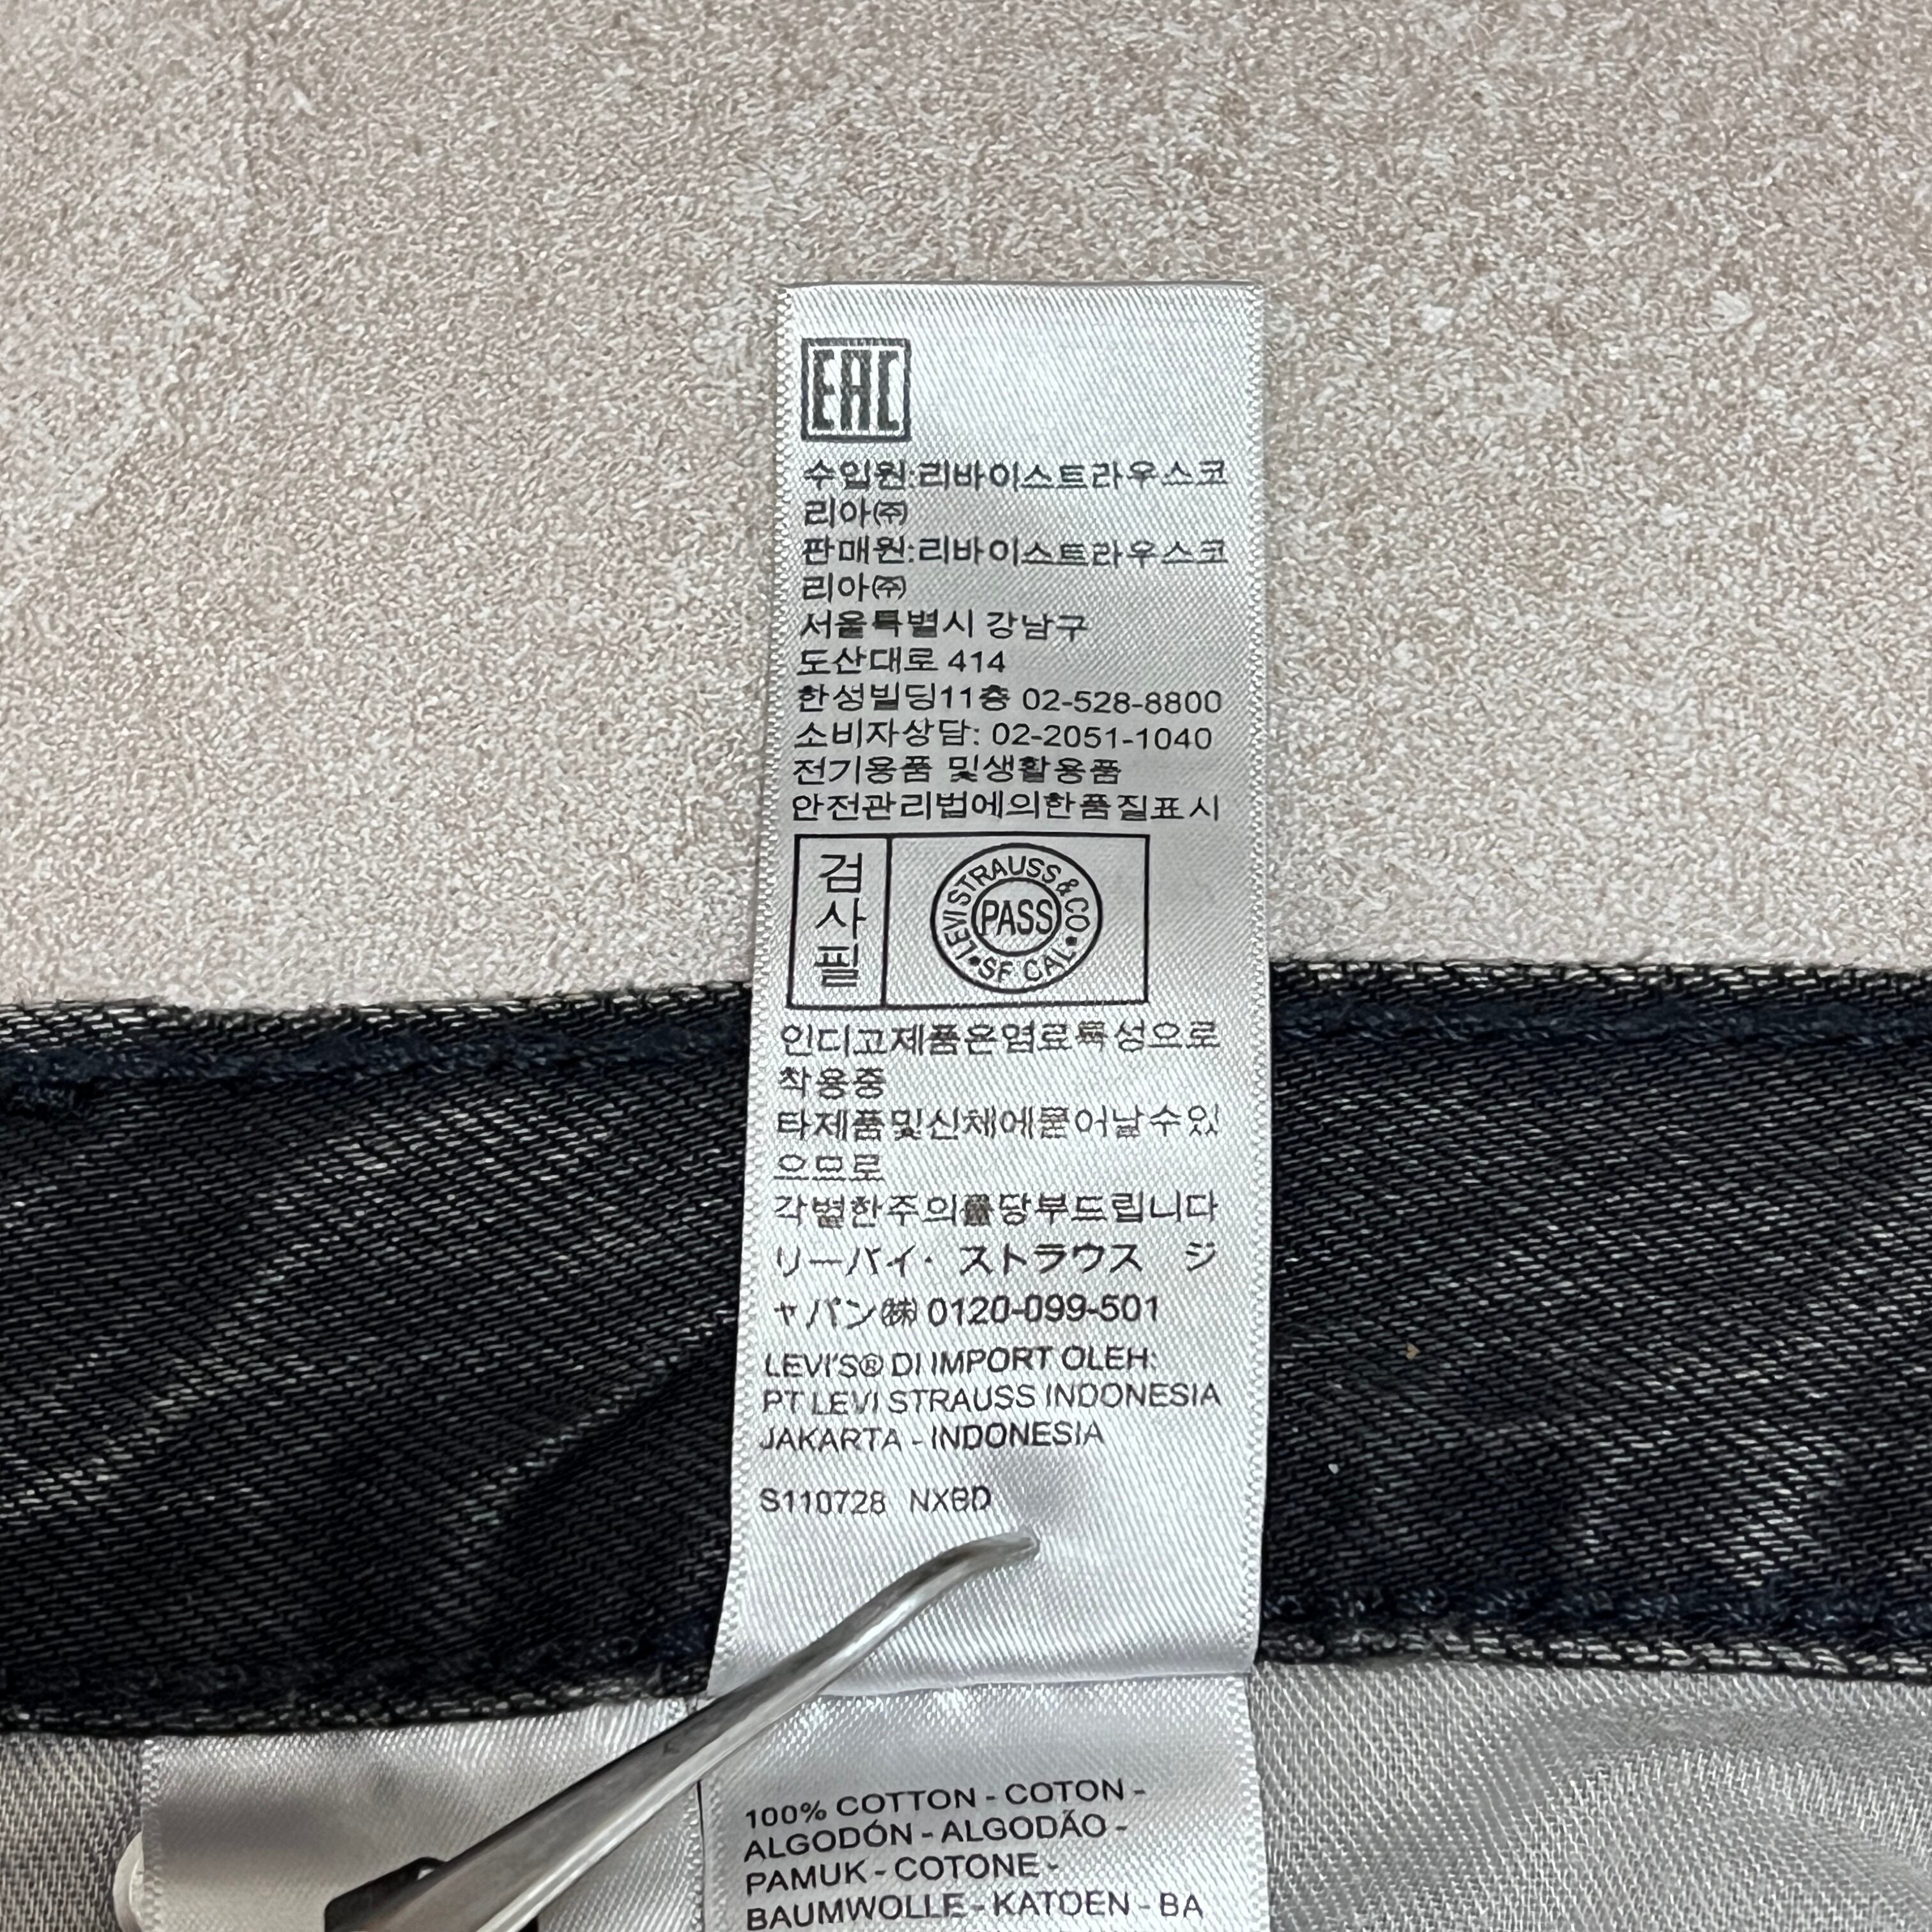 EAC
수입원:리바이스트라우스코
리아㈜
판매원:리바이스트라우스코
리아㈜
서울특별시 강남구
도산대로 414
한성빌딩11층 02-528-8800
소비자상담: 02-2051-1040
전기용품 및생활용품
안전관리법에의한품질표시
검
사
필
LEVI STRAUSS & CO
PASS
SF CAL
인디고제품은염료특성으로
착용중
타제품및신체에묻어날수있
으므로
각별한주의를당부드립니다
リーバイ・ストラウス ジ
ャパン㈱ 0120-099-501
LEVI'S® DI IMPORT OLEH:
PT LEVI STRAUSS INDONESIA
JAKARTA - INDONESIA
S110728
100% COTTON - COTON -
ALGODÓN - ALGODÃO -
PAMUK - COTONE -
BAUMWOLLE - KATOEN - BA